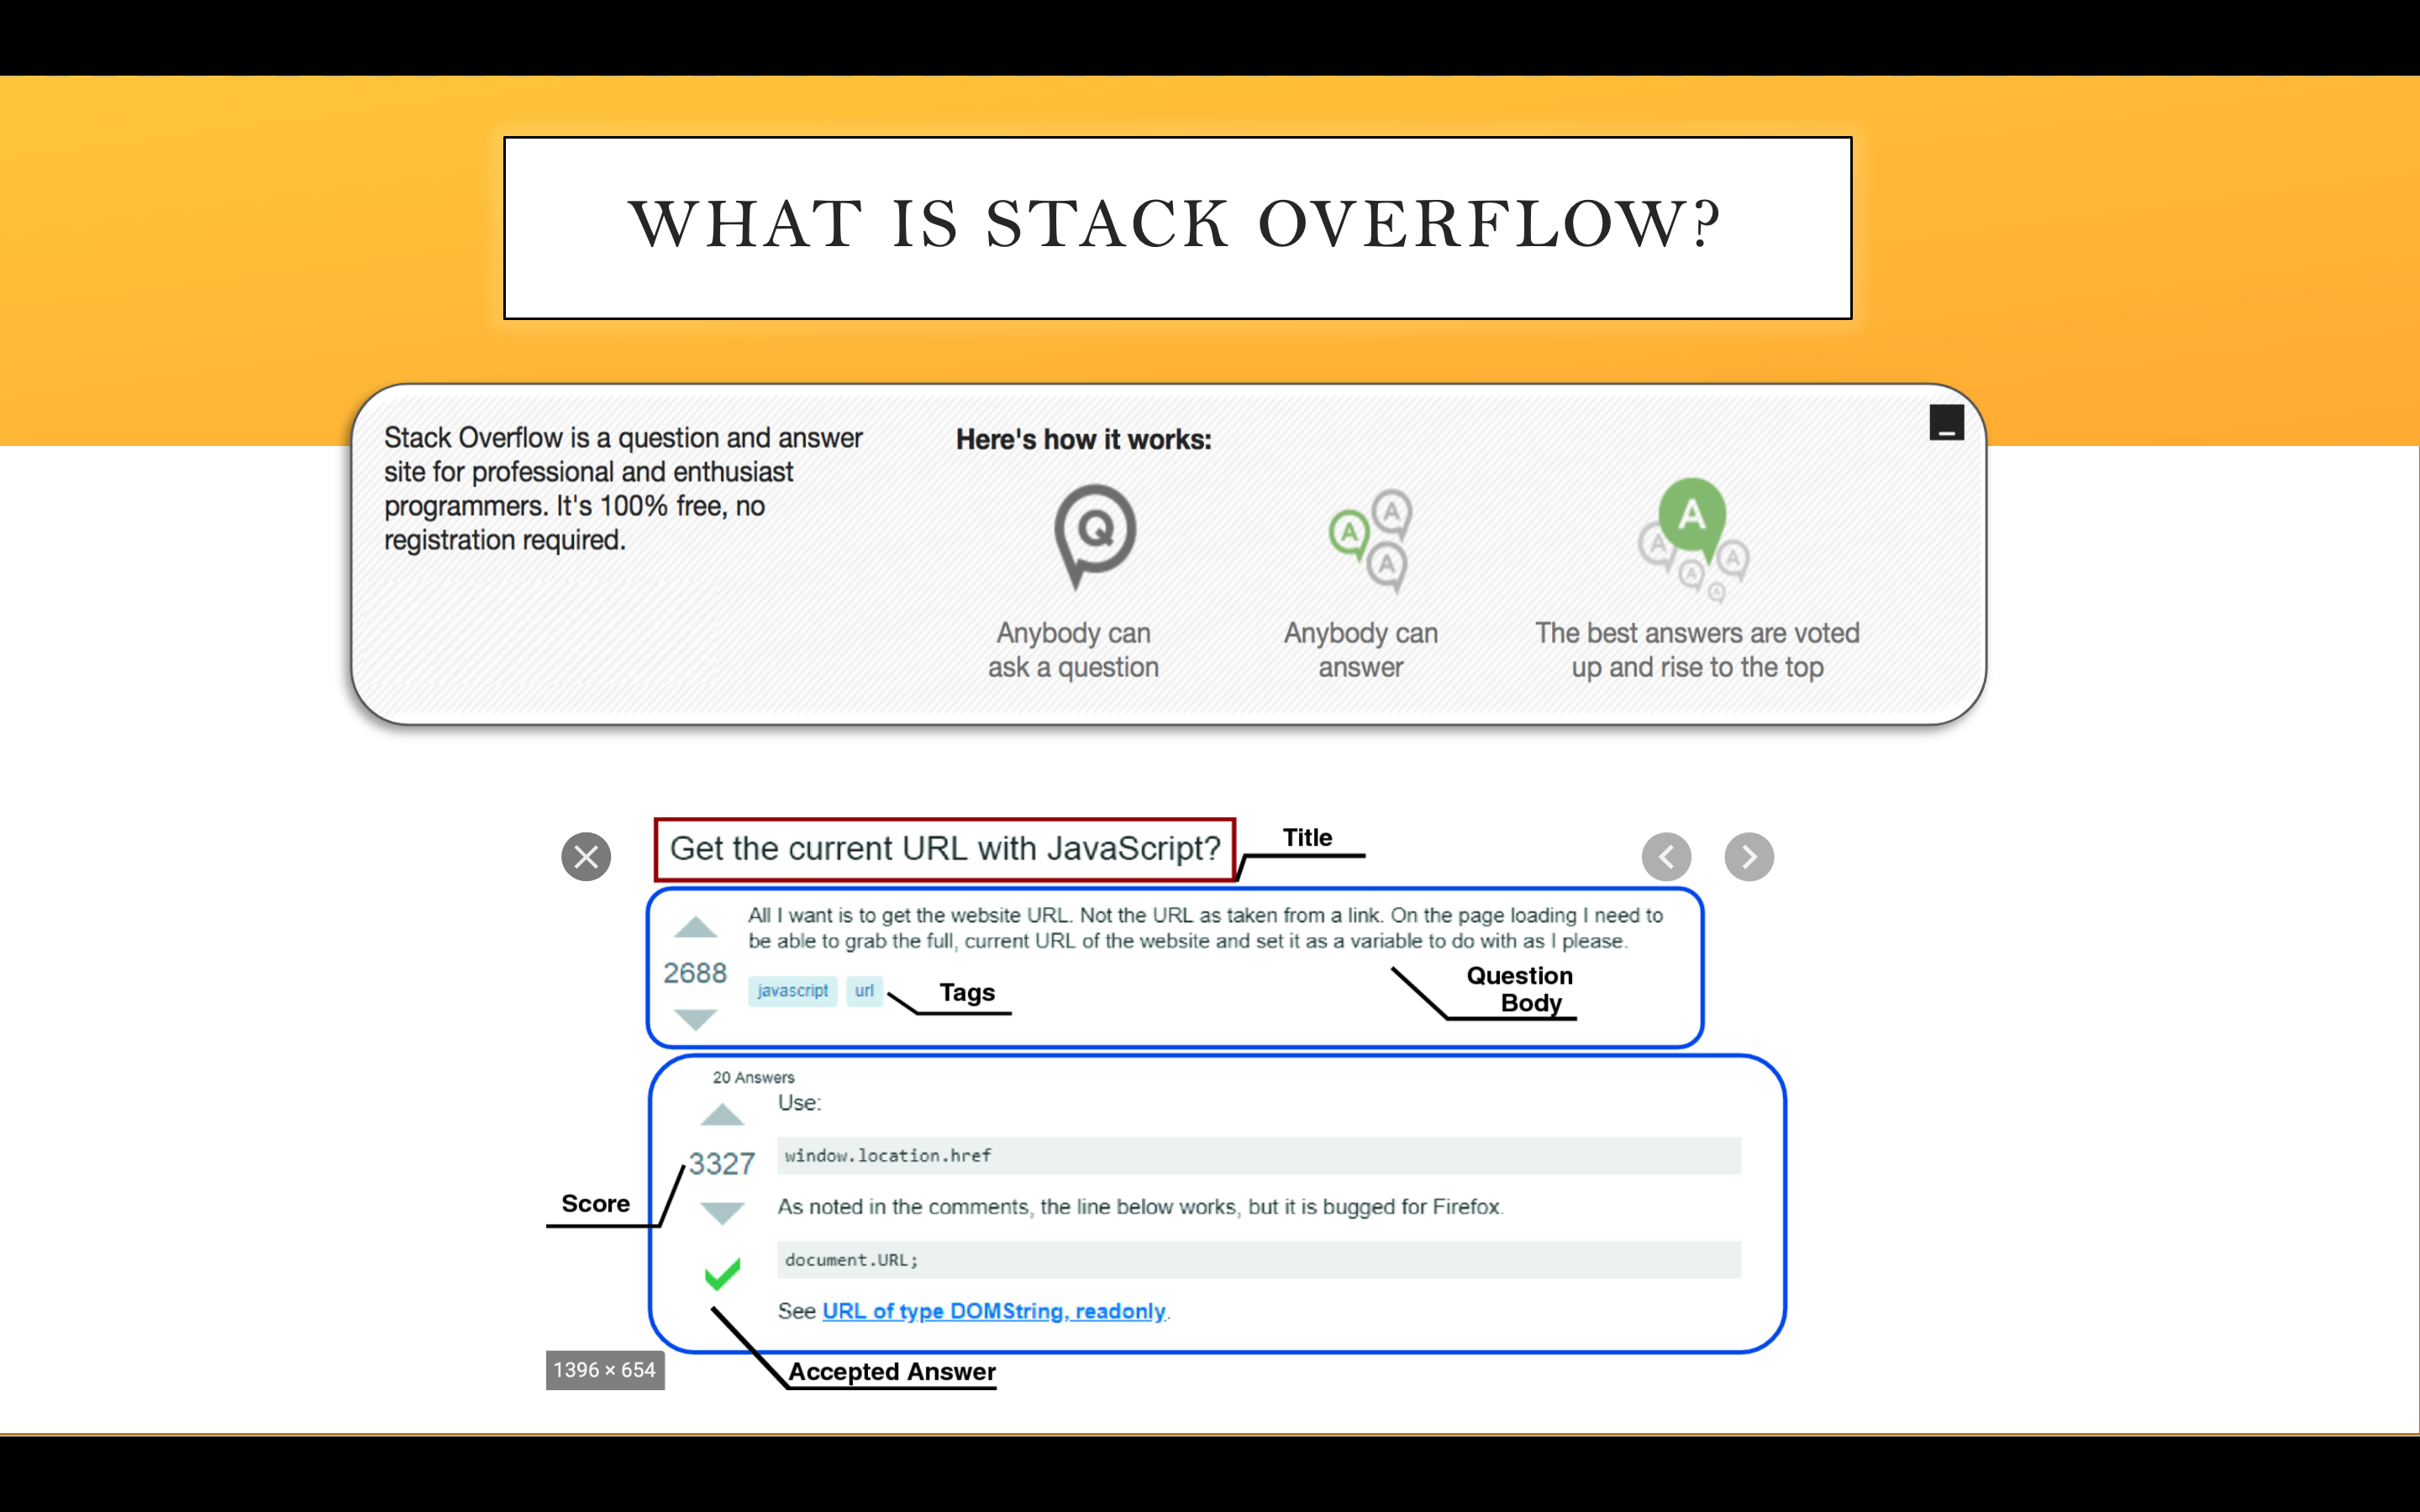 WHAT IS STACK OVERFLOW?
Stack Overflow is a question and answer
site for professional and enthusiast
programmers. It's 100% free, no
registration required.
Here's how it works:
Q
A
A
A
A
A
A
A
A
Anybody can
ask a question
Anybody can
answer
The best answers are voted
up and rise to the top
Get the current URL with JavaScript?
Title
All I want is to get the website URL. Not the URL as taken from a link. On the page loading I need to
be able to grab the full, current URL of the website and set it as a variable to do with as I please.
2688
javascript url
Tags
Question
Body
20 Answers
Use:
window.location.href
3327
Score
As noted in the comments, the line below works, but it is bugged for Firefox.
document.URL;
See URL of type DOMString, readonly.
1396 × 654
Accepted Answer